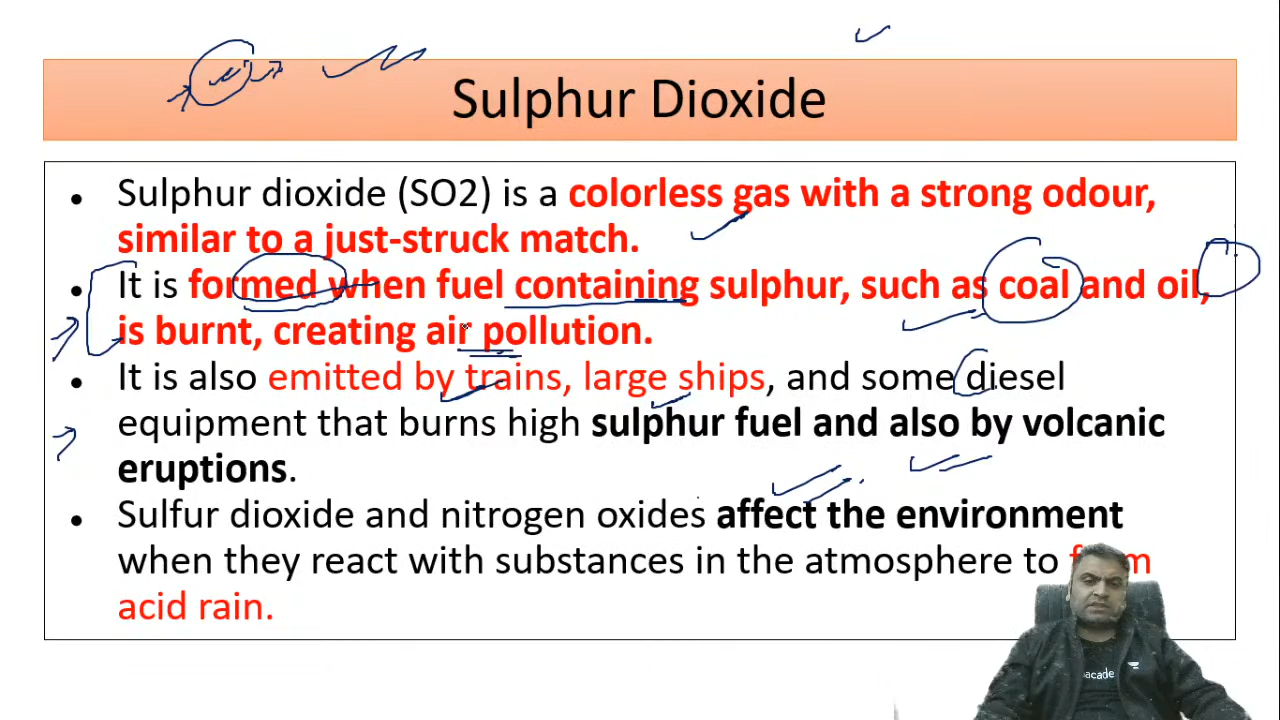 Sulphur Dioxide
• Sulphur dioxide (SO2) is a colorless gas with a strong odour,
similar to a just-struck match.
• It is formed when fuel containing sulphur, such as coal and oil,
is burnt, creating air pollution.
• It is also emitted by trains, large ships, and some diesel
equipment that burns high sulphur fuel and also by volcanic
eruptions.
• Sulfur dioxide and nitrogen oxides affect the environment
when they react with substances in the atmosphere to form
acid rain.
acade